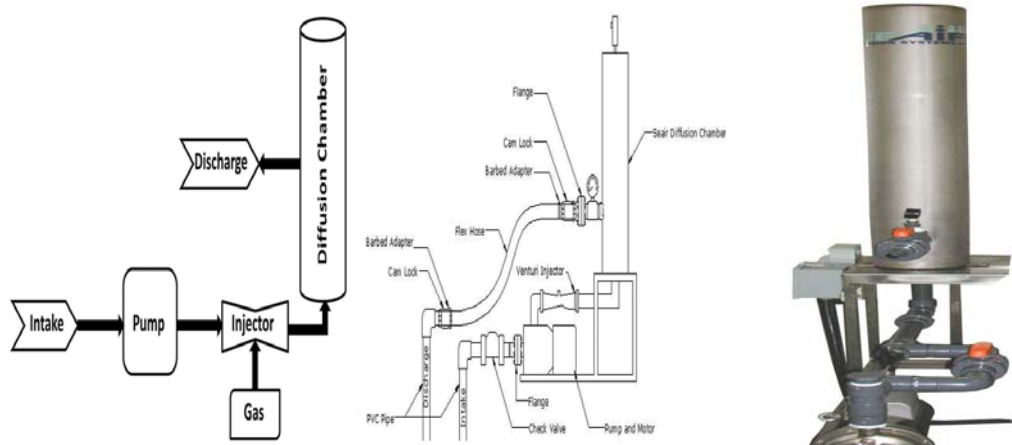 Diffusion Chamber
Discharge
Intake
Pump
Injector
Gas
Flange
Cam Lock
Barbed Adapter
Seair Diffusion Chamber
Flex Hose
Barbed Adapter
Cam Lock
Venturi Injector
Discharge
Intake
PVC Pipe
Flange
Check Valve
Pump and Motor